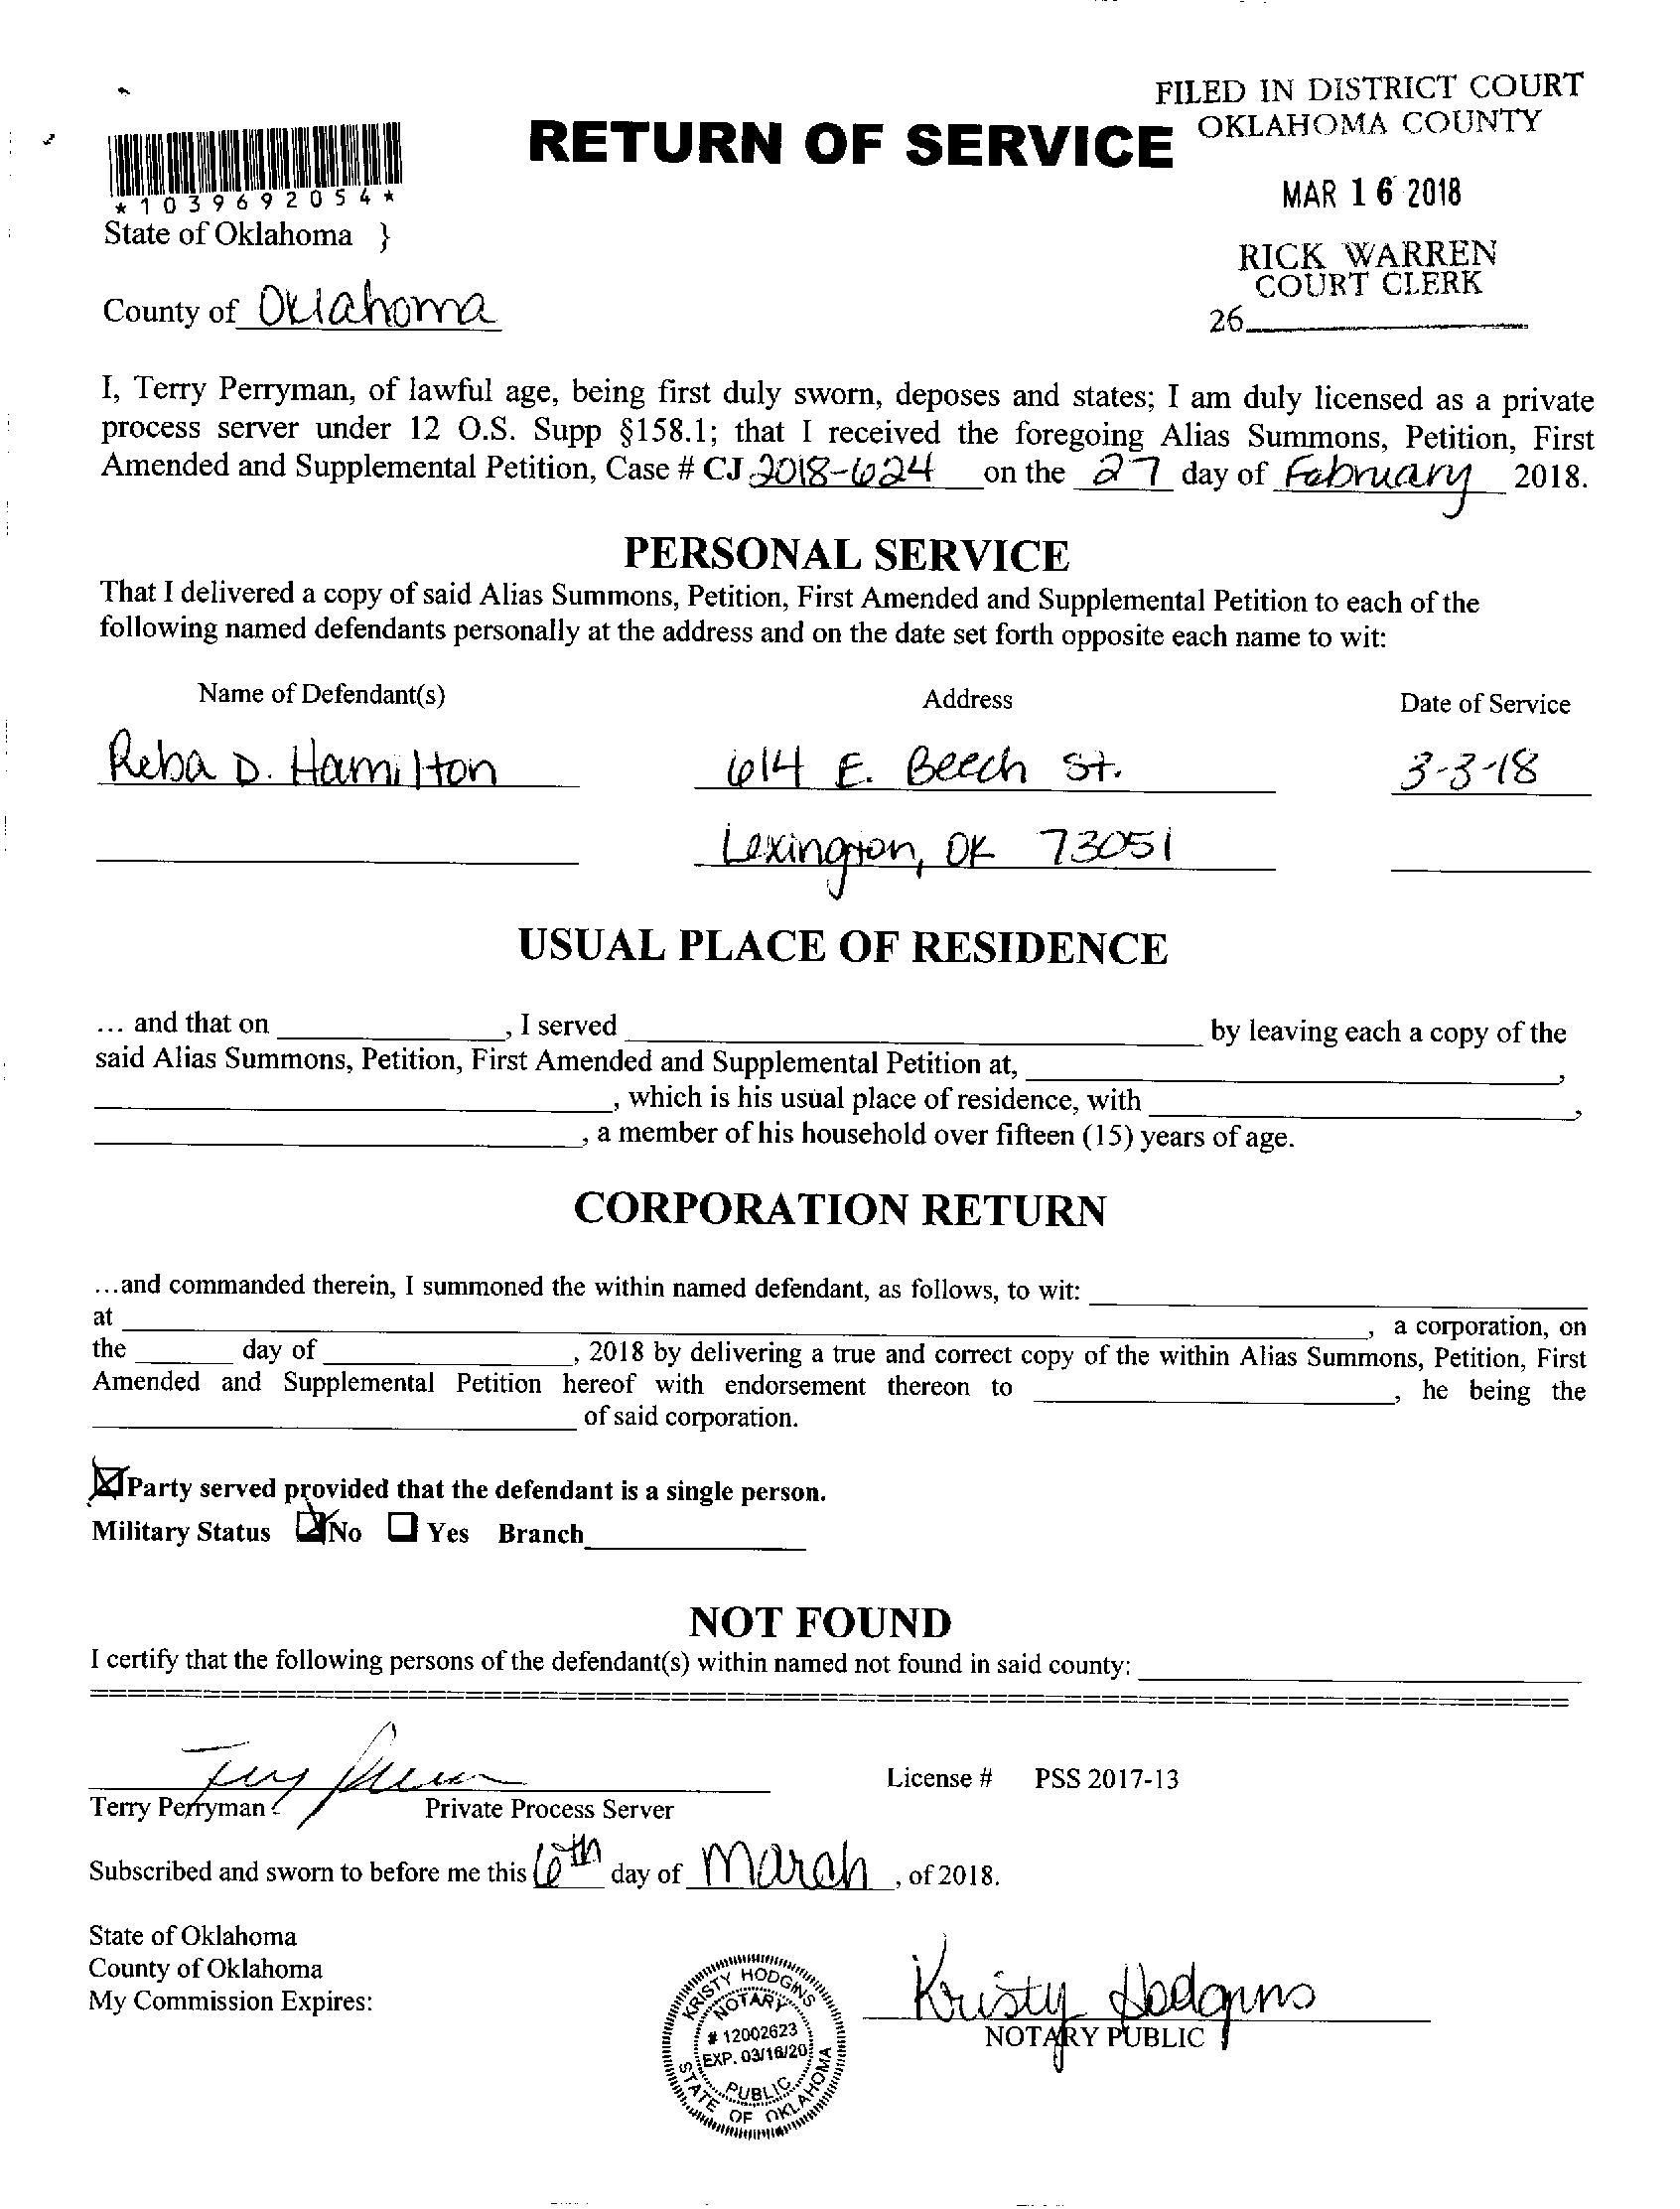 FILED IN DISTRICT COURT
OKLAHOMA COUNTY
RETURN OF SERVICE
MAR 16 2018
*1039692054*
State of Oklahoma }
RICK WARREN
COURT CLERK
County of Oklahoma
26
I, Terry Perryman, of lawful age, being first duly sworn, deposes and states; I am duly licensed as a private
process server under 12 O.S. Supp §158.1; that I received the foregoing Alias Summons, Petition, First
Amended and Supplemental Petition, Case # CJ 2018-624 on the 27 day of February 2018.
PERSONAL SERVICE
That I delivered a copy of said Alias Summons, Petition, First Amended and Supplemental Petition to each of the
following named defendants personally at the address and on the date set forth opposite each name to wit:
Name of Defendant(s) Address Date of Service
Reba D. Hamilton 614 E. Beech St. 3-3-18
Lexington, OK 73051
USUAL PLACE OF RESIDENCE
... and that on ____, I served ____ by leaving each a copy of the
said Alias Summons, Petition, First Amended and Supplemental Petition at, ____,
____, which is his usual place of residence, with ____,
____, a member of his household over fifteen (15) years of age.
CORPORATION RETURN
...and commanded therein, I summoned the within named defendant, as follows, to wit: ____
at ____, a corporation, on
the ____ day of ____, 2018 by delivering a true and correct copy of the within Alias Summons, Petition, First
Amended and Supplemental Petition hereof with endorsement thereon to ____, he being the
____ of said corporation.
☒Party served provided that the defendant is a single person.
Military Status ☒No ☐ Yes Branch____
NOT FOUND
I certify that the following persons of the defendant(s) within named not found in said county: ____
Terry Perryman Private Process Server
License # PSS 2017-13
Subscribed and sworn to before me this 6th day of March, of 2018.
State of Oklahoma
County of Oklahoma
My Commission Expires:
KRISTY HODGINS
NOTARY
# 12002623
EXP. 03/16/20
PUBLIC
STATE OF OKLAHOMA
Kristy Hodgins
NOTARY PUBLIC